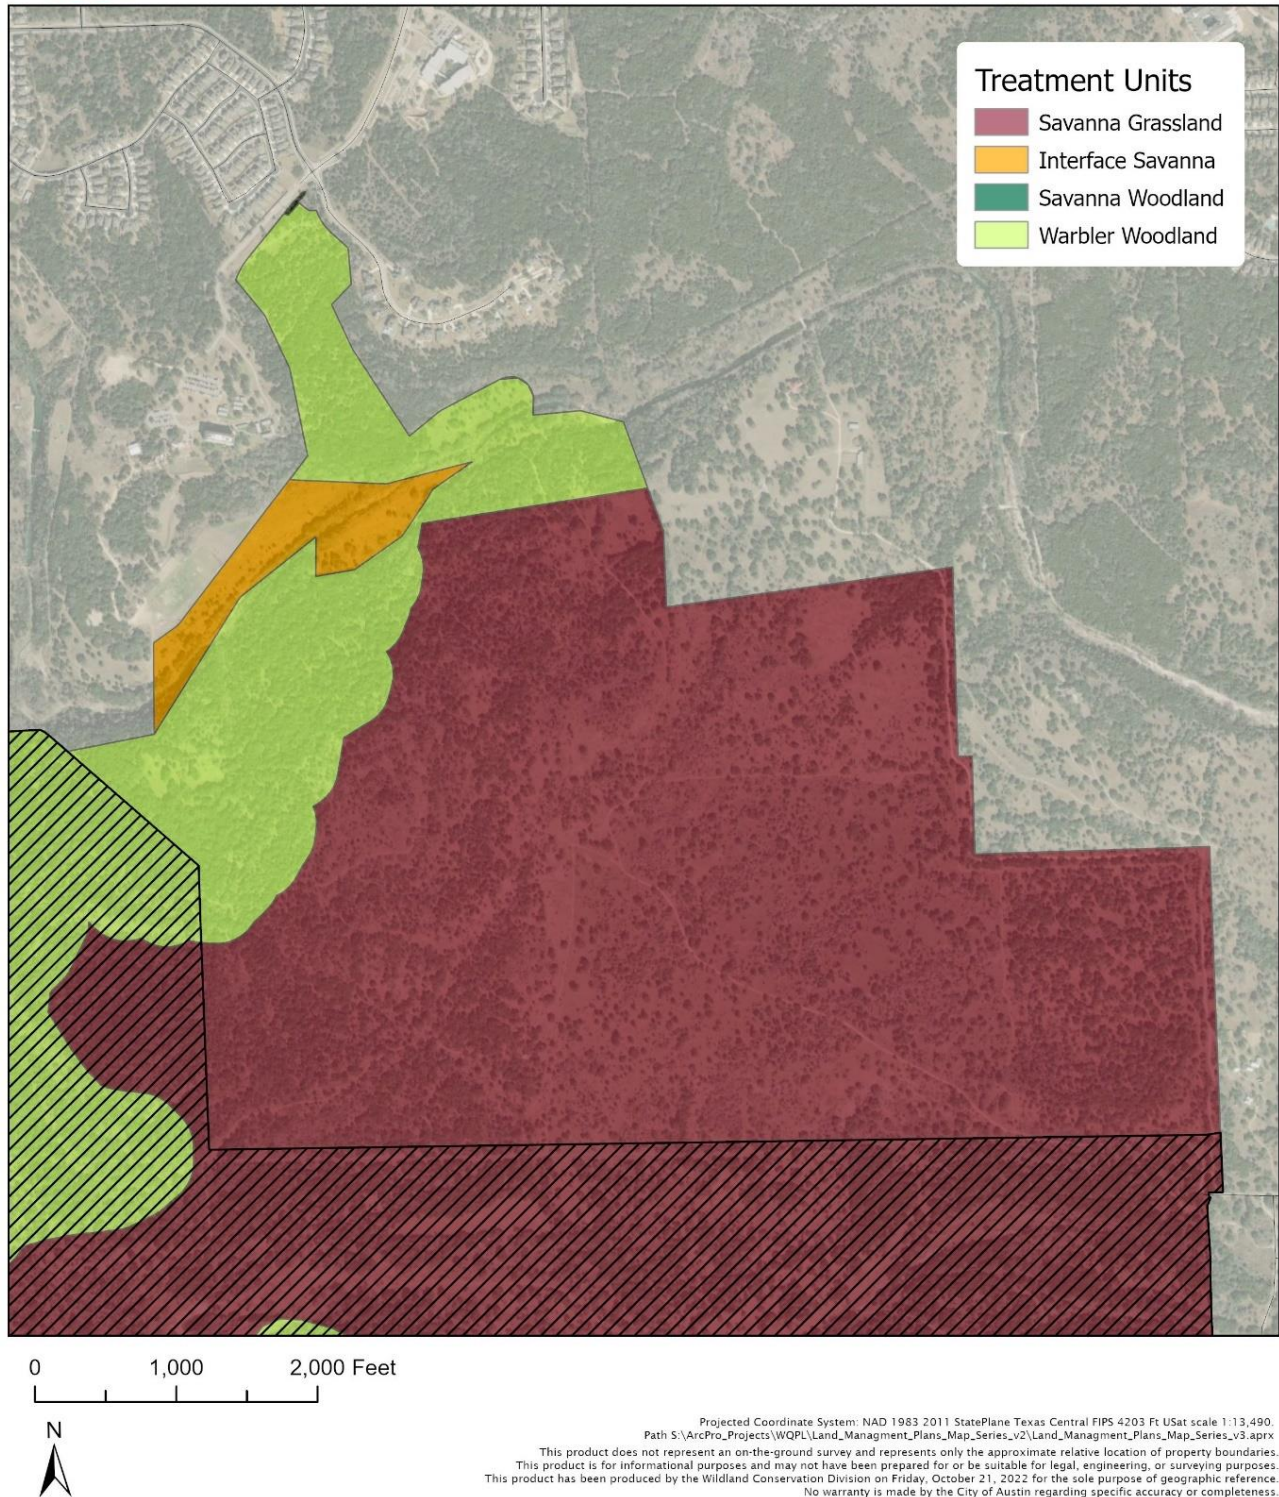 Treatment Units
Savanna Grassland
Interface Savanna
Savanna Woodland
Warbler Woodland
0 1,000 2,000 Feet
N
Projected Coordinate System: NAD 1983 2011 StatePlane Texas Central FIPS 4203 Ft USat scale 1:13,490.
Path S:\ArcPro_Projects\WQPL\Land_Managment_Plans_Map_Series_v2\Land_Managment_Plans_Map_Series_v3.aprx
This product does not represent an on-the-ground survey and represents only the approximate relative location of property boundaries.
This product is for informational purposes and may not have been prepared for or be suitable for legal, engineering, or surveying purposes.
This product has been produced by the Wildland Conservation Division on Friday, October 21, 2022 for the sole purpose of geographic reference.
No warranty is made by the City of Austin regarding specific accuracy or completeness.